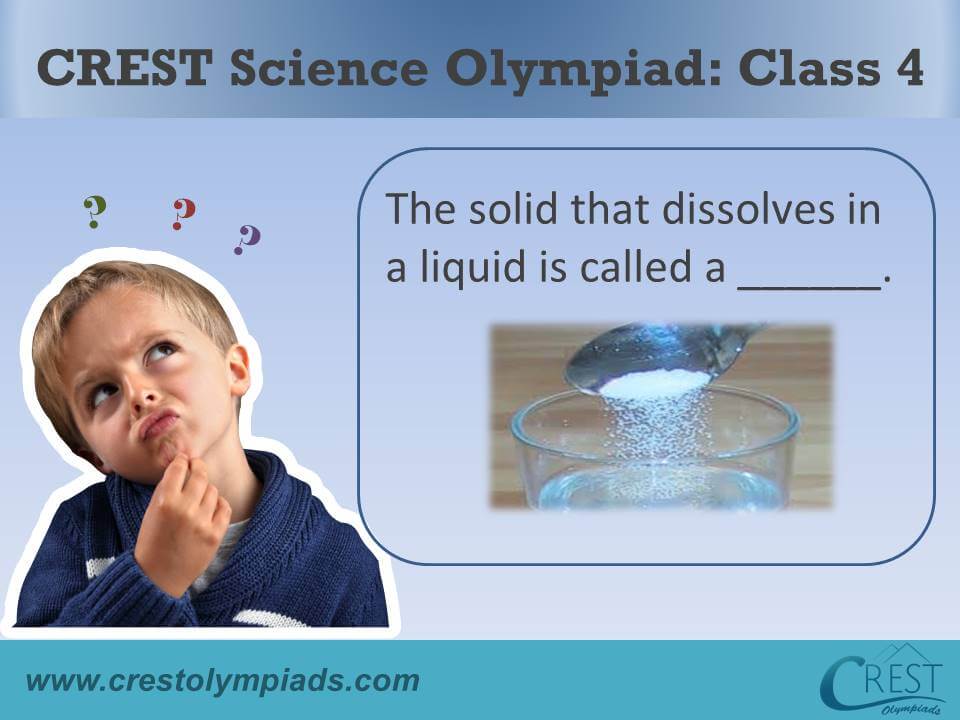 CREST Science Olympiad: Class 4
? ? ?
The solid that dissolves in
a liquid is called a ______.
www.crestolympiads.com
CREST
Olympiads